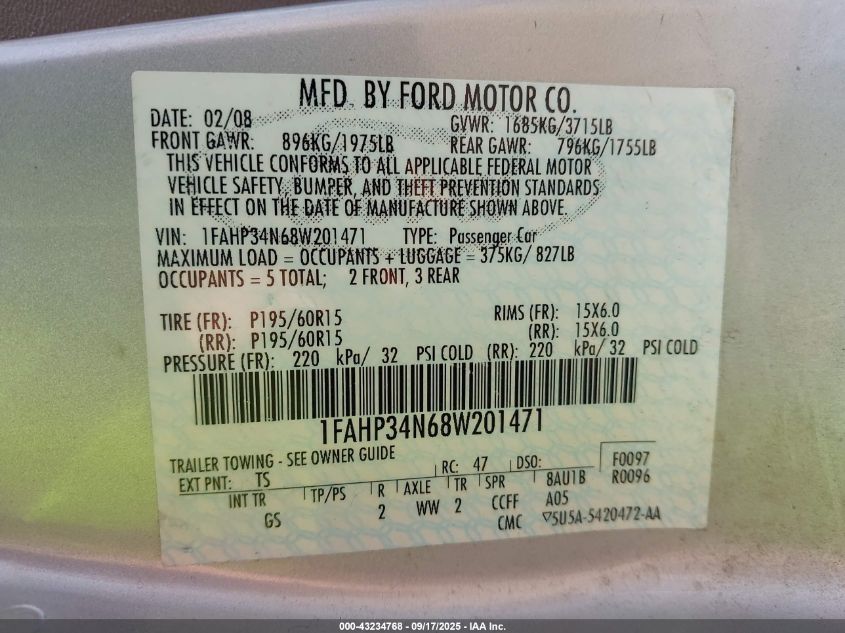 MFD. BY FORD MOTOR CO.
DATE: 02/08 GVWR: 1685KG/3715LB
FRONT GAWR: 896KG/1975LB REAR GAWR: 796KG/1755LB
THIS VEHICLE CONFORMS TO ALL APPLICABLE FEDERAL MOTOR
VEHICLE SAFETY, BUMPER, AND THEFT PREVENTION STANDARDS
IN EFFECT ON THE DATE OF MANUFACTURE SHOWN ABOVE.
VIN: 1FAHP34N68W201471 TYPE: Passenger Car
MAXIMUM LOAD = OCCUPANTS + LUGGAGE = 375KG/ 827LB
OCCUPANTS = 5 TOTAL; 2 FRONT, 3 REAR
TIRE (FR): P195/60R15 RIMS (FR): 15X6.0
(RR): P195/60R15 (RR): 15X6.0
PRESSURE (FR): 220 kPa/ 32 PSI COLD (RR): 220 kPa/ 32 PSI COLD
1FAHP34N68W201471
TRAILER TOWING - SEE OWNER GUIDE F0097
EXT PNT: TS RC: 47 DSO: R0096
INT TR TP/PS R AXLE TR SPR 8AU1B
GS 2 WW 2 CCFF A05
CMC ▽5U5A-5420472-AA
000-43234768 - 09/17/2025 - IAA Inc.